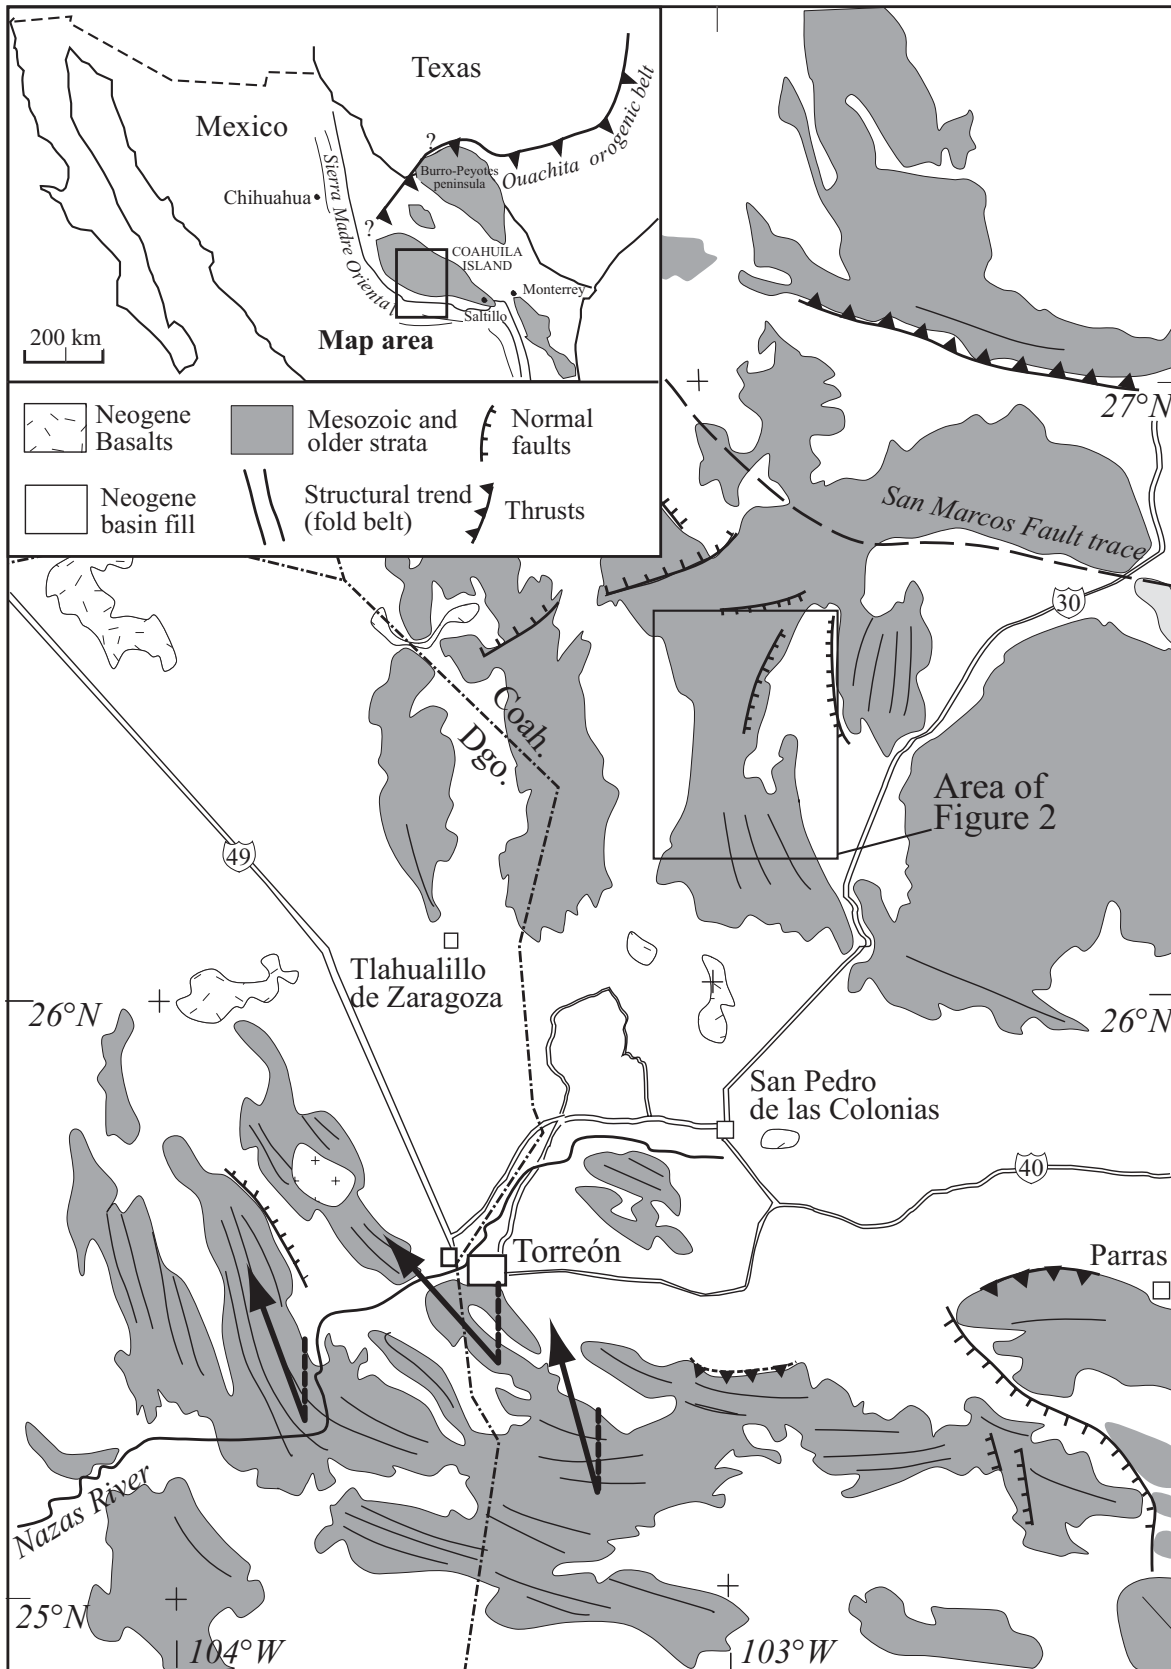 Texas
Mexico
Ouachita orogenic belt
?
Burro-Peyotes
peninsula
Sierra Madre Oriental
Chihuahua
?
COAHUILA
ISLAND
Monterrey
Saltillo
Map area
200 km
Neogene
Basalts
Mesozoic and
older strata
Normal
faults
Neogene
basin fill
Structural trend
(fold belt)
Thrusts
27°N
San Marcos Fault trace
30
Coah.
Dgo.
Area of
Figure 2
49
Tlahualillo
de Zaragoza
26°N
26°N
San Pedro
de las Colonias
40
Torreón
Parras
Nazas River
25°N
104°W
103°W